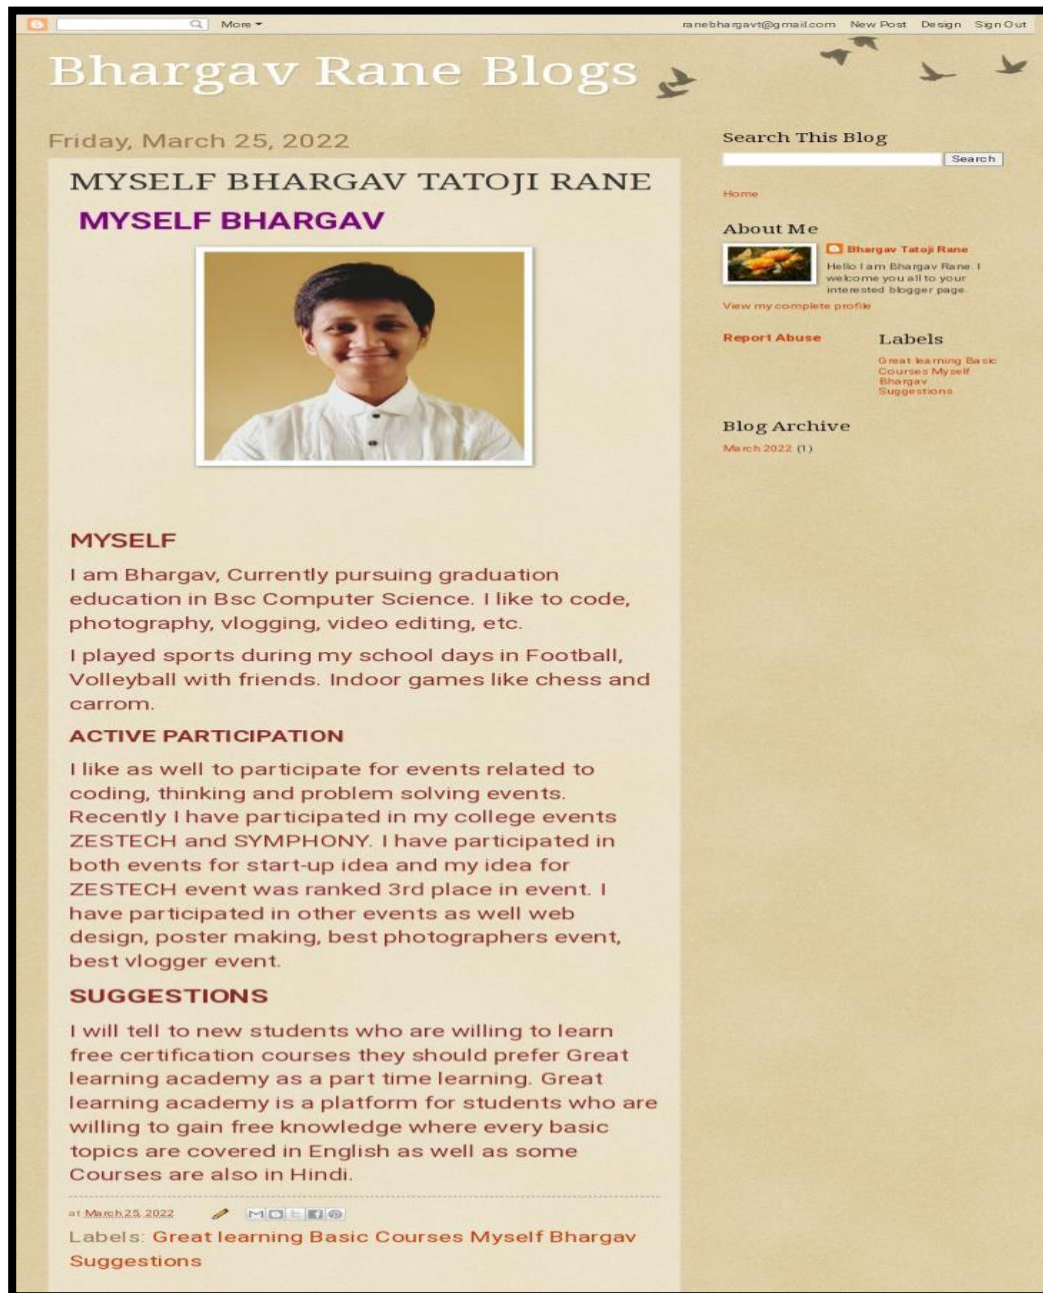 More
ranebhargavt@gmail.com New Post Design Sign Out
Bhargav Rane Blogs
Friday, March 25, 2022
MYSELF BHARGAV TATOJI RANE
MYSELF BHARGAV
MYSELF
I am Bhargav, Currently pursuing graduation
education in Bsc Computer Science. I like to code,
photography, vlogging, video editing, etc.
I played sports during my school days in Football,
Volleyball with friends. Indoor games like chess and
carrom.
ACTIVE PARTICIPATION
I like as well to participate for events related to
coding, thinking and problem solving events.
Recently I have participated in my college events
ZESTECH and SYMPHONY. I have participated in
both events for start-up idea and my idea for
ZESTECH event was ranked 3rd place in event. I
have participated in other events as well web
design, poster making, best photographers event,
best vlogger event.
SUGGESTIONS
I will tell to new students who are willing to learn
free certification courses they should prefer Great
learning academy as a part time learning. Great
learning academy is a platform for students who are
willing to gain free knowledge where every basic
topics are covered in English as well as some
Courses are also in Hindi.
at March 25, 2022
Labels: Great learning Basic Courses Myself Bhargav
Suggestions
Search This Blog
Search
Home
About Me
Bhargav Tatoji Rane
Hello I am Bhargav Rane. I
welcome you all to your
interested blogger page.
View my complete profile
Report Abuse
Labels
Great learning Basic
Courses Myself
Bhargav
Suggestions
Blog Archive
March 2022 (1)